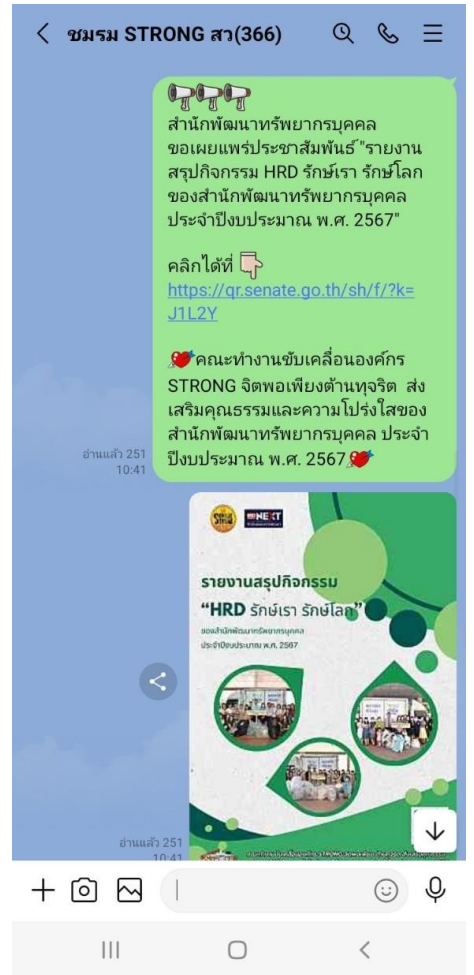 ชมรม STRONG สว(366)
สำนักพัฒนาทรัพยากรบุคคล
ขอเผยแพร่ประชาสัมพันธ์ "รายงาน
สรุปกิจกรรม HRD รักษ์เรา รักษ์โลก
ของสำนักพัฒนาทรัพยากรบุคคล
ประจำปีงบประมาณ พ.ศ. 2567"
คลิกได้ที่
https://qr.senate.go.th/sh/f/?k=
J1L2Y
คณะทำงานขับเคลื่อนองค์กร
STRONG จิตพอเพียงต้านทุจริต ส่ง
เสริมคุณธรรมและความโปร่งใสของ
สำนักพัฒนาทรัพยากรบุคคล ประจำ
ปีงบประมาณ พ.ศ. 2567
อ่านแล้ว 251
10:41
NEXT
รายงานสรุปกิจกรรม
"HRD รักษ์เรา รักษ์โลก"
ของสำนักพัฒนาทรัพยากรบุคคล
ประจำปีงบประมาณ พ.ศ. 2567
อ่านแล้ว 251
10:41